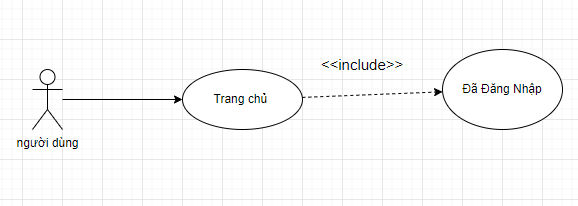 <<include>>
Trang chủ
Đã Đăng Nhập
người dùng